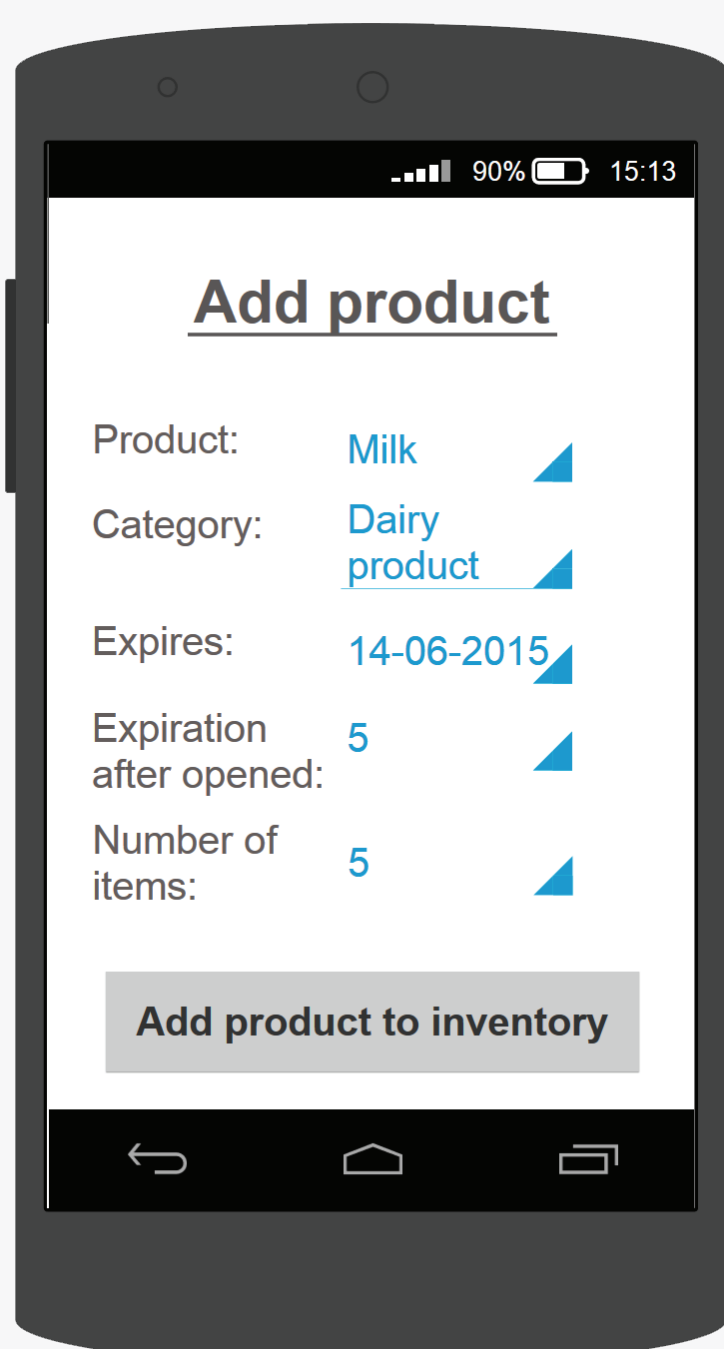 90% 15:13
Add product
Product: Milk
Category: Dairy
product
Expires: 14-06-2015
Expiration
after opened: 5
Number of
items: 5
Add product to inventory